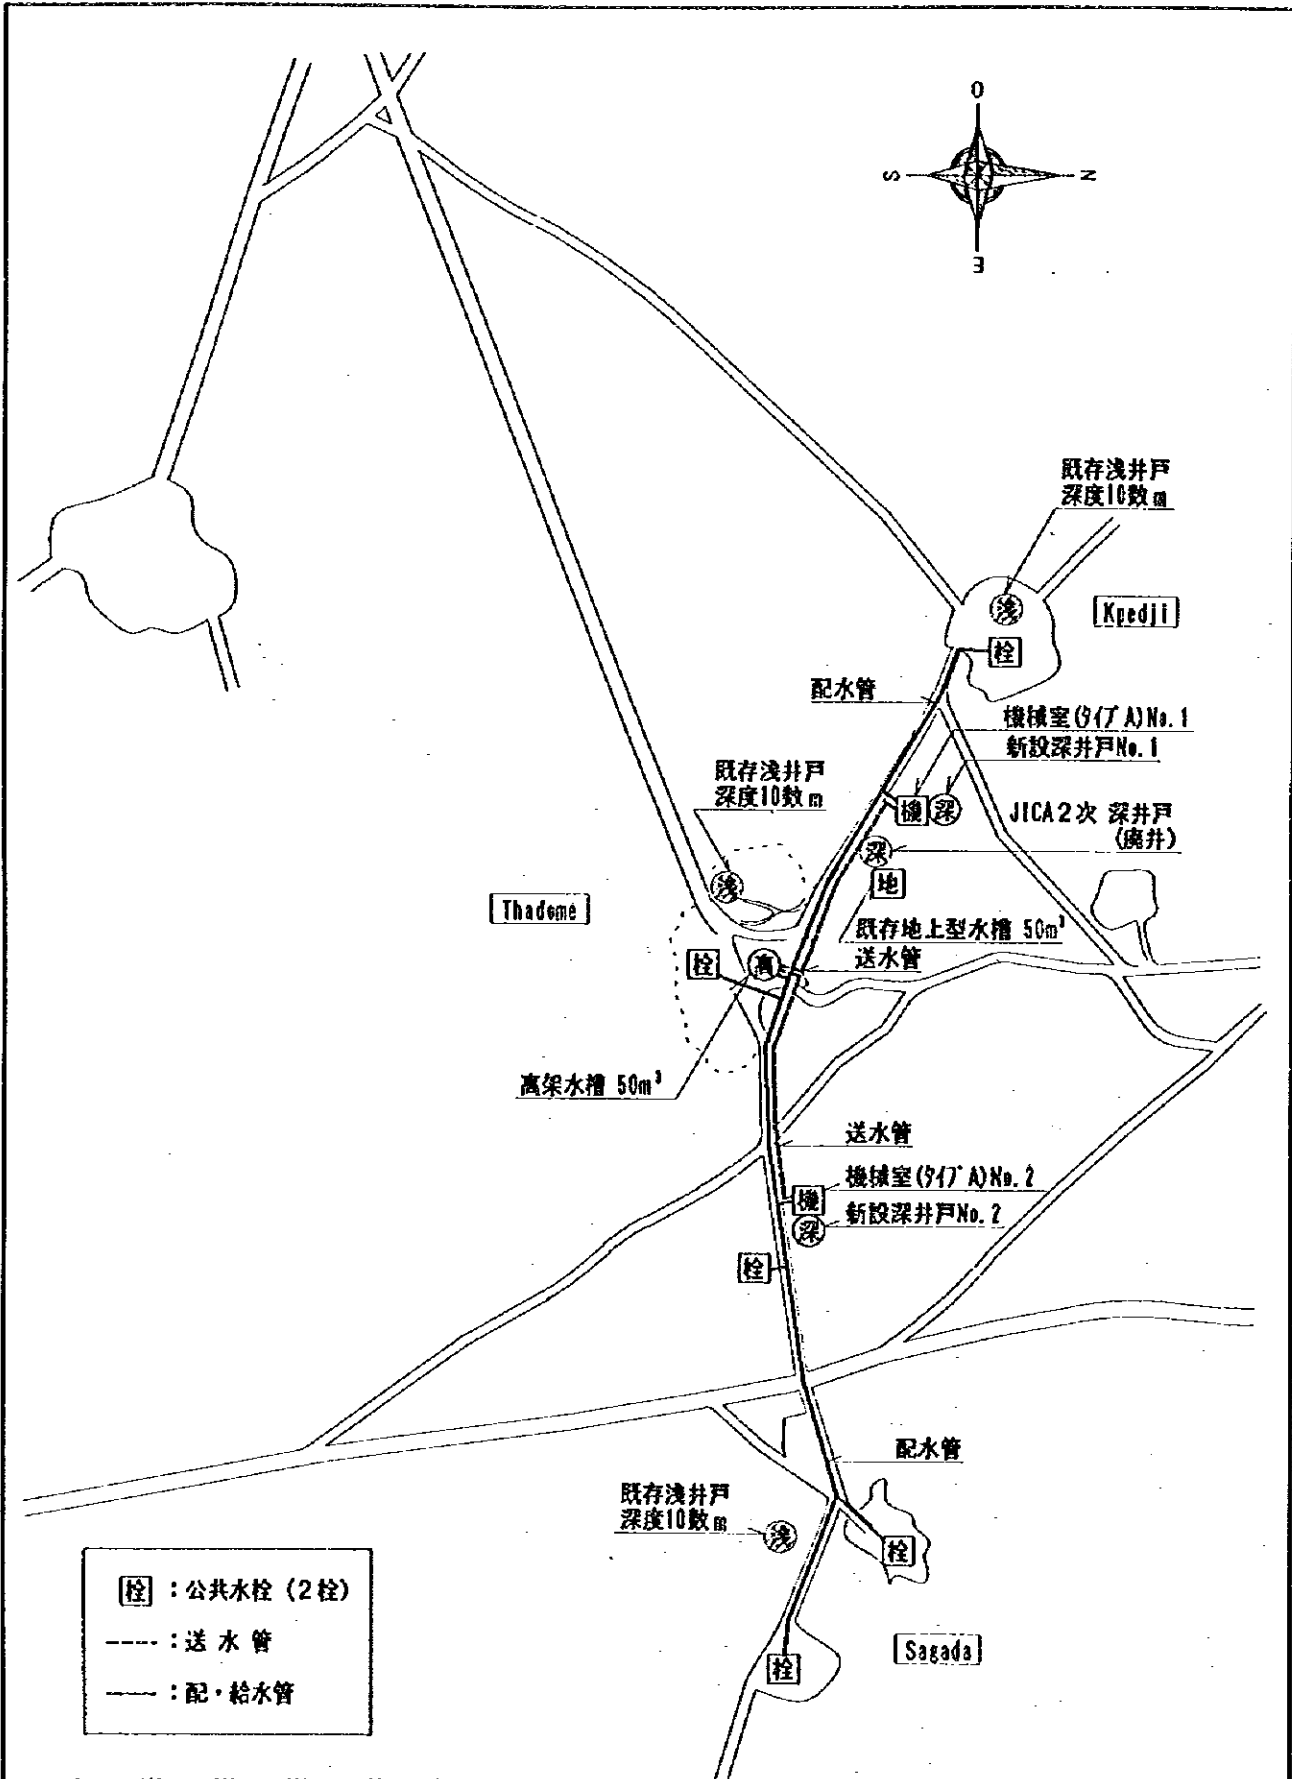 O
S
N
E
既存浅井戸
深度10数m
浅
Kpedji
栓
配水管
機械室(タイプA)No.1
新設深井戸No.1
既存浅井戸
深度10数m
機
深
JICA2次 深井戸
(廃井)
深
地
浅
Thadomé
既存地上型水槽 50m³
送水管
栓
高
高架水槽 50m³
送水管
機械室(タイプA)No.2
機
新設深井戸No.2
深
栓
配水管
既存浅井戸
深度10数m
浅
栓
Sagada
栓
栓:公共水栓(2栓)
:送水管
:配・給水管